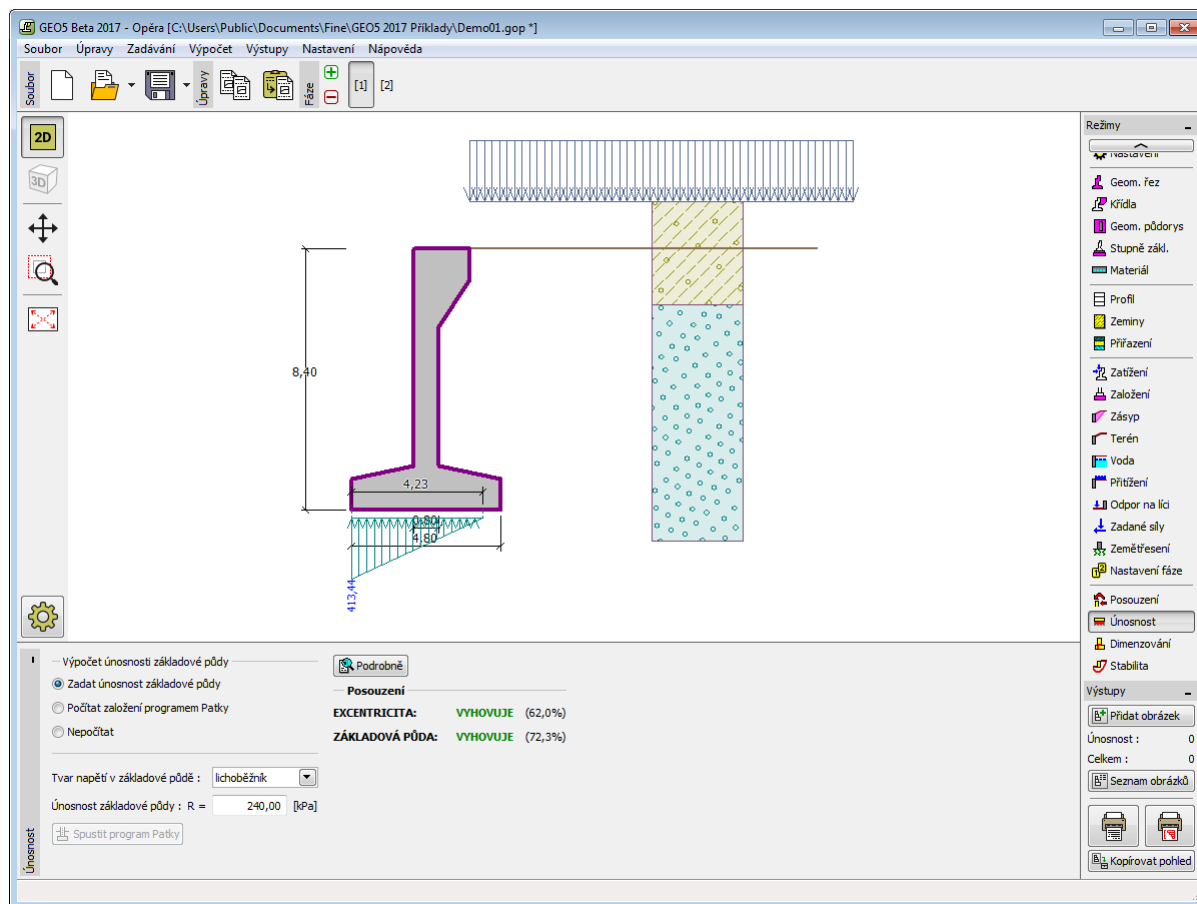 GEO5 Beta 2017 - Opěra [C:\Users\Public\Documents\Fine\GEO5 2017 Příklady\Demo01.gop *]
Soubor Úpravy Zadávání Výpočet Výstupy Nastavení Nápověda
Soubor
Úpravy
Fáze
[1] [2]
2D
3D
8,40
4,23
0,80
4,80
413,44
Režimy
Nastavení
Geom. řez
Křídla
Geom. půdorys
Stupně zákl.
Materiál
Profil
Zeminy
Přiřazení
Zatížení
Založení
Zásyp
Terén
Voda
Přitížení
Odpor na líci
Zadané síly
Zemětřesení
Nastavení fáze
Posouzení
Únosnost
Dimenzování
Stabilita
Výstupy
Přidat obrázek
Únosnost : 0
Celkem : 0
Seznam obrázků
Kopírovat pohled
Únosnost
Výpočet únosnosti základové půdy
Zadat únosnost základové půdy
Počítat založení programem Patky
Nepočítat
Tvar napětí v základové půdě : lichoběžník
Únosnost základové půdy : R = 240,00 [kPa]
Spustit program Patky
Podrobně
Posouzení
EXCENTRICITA: VYHOVUJE (62,0%)
ZÁKLADOVÁ PŮDA: VYHOVUJE (72,3%)